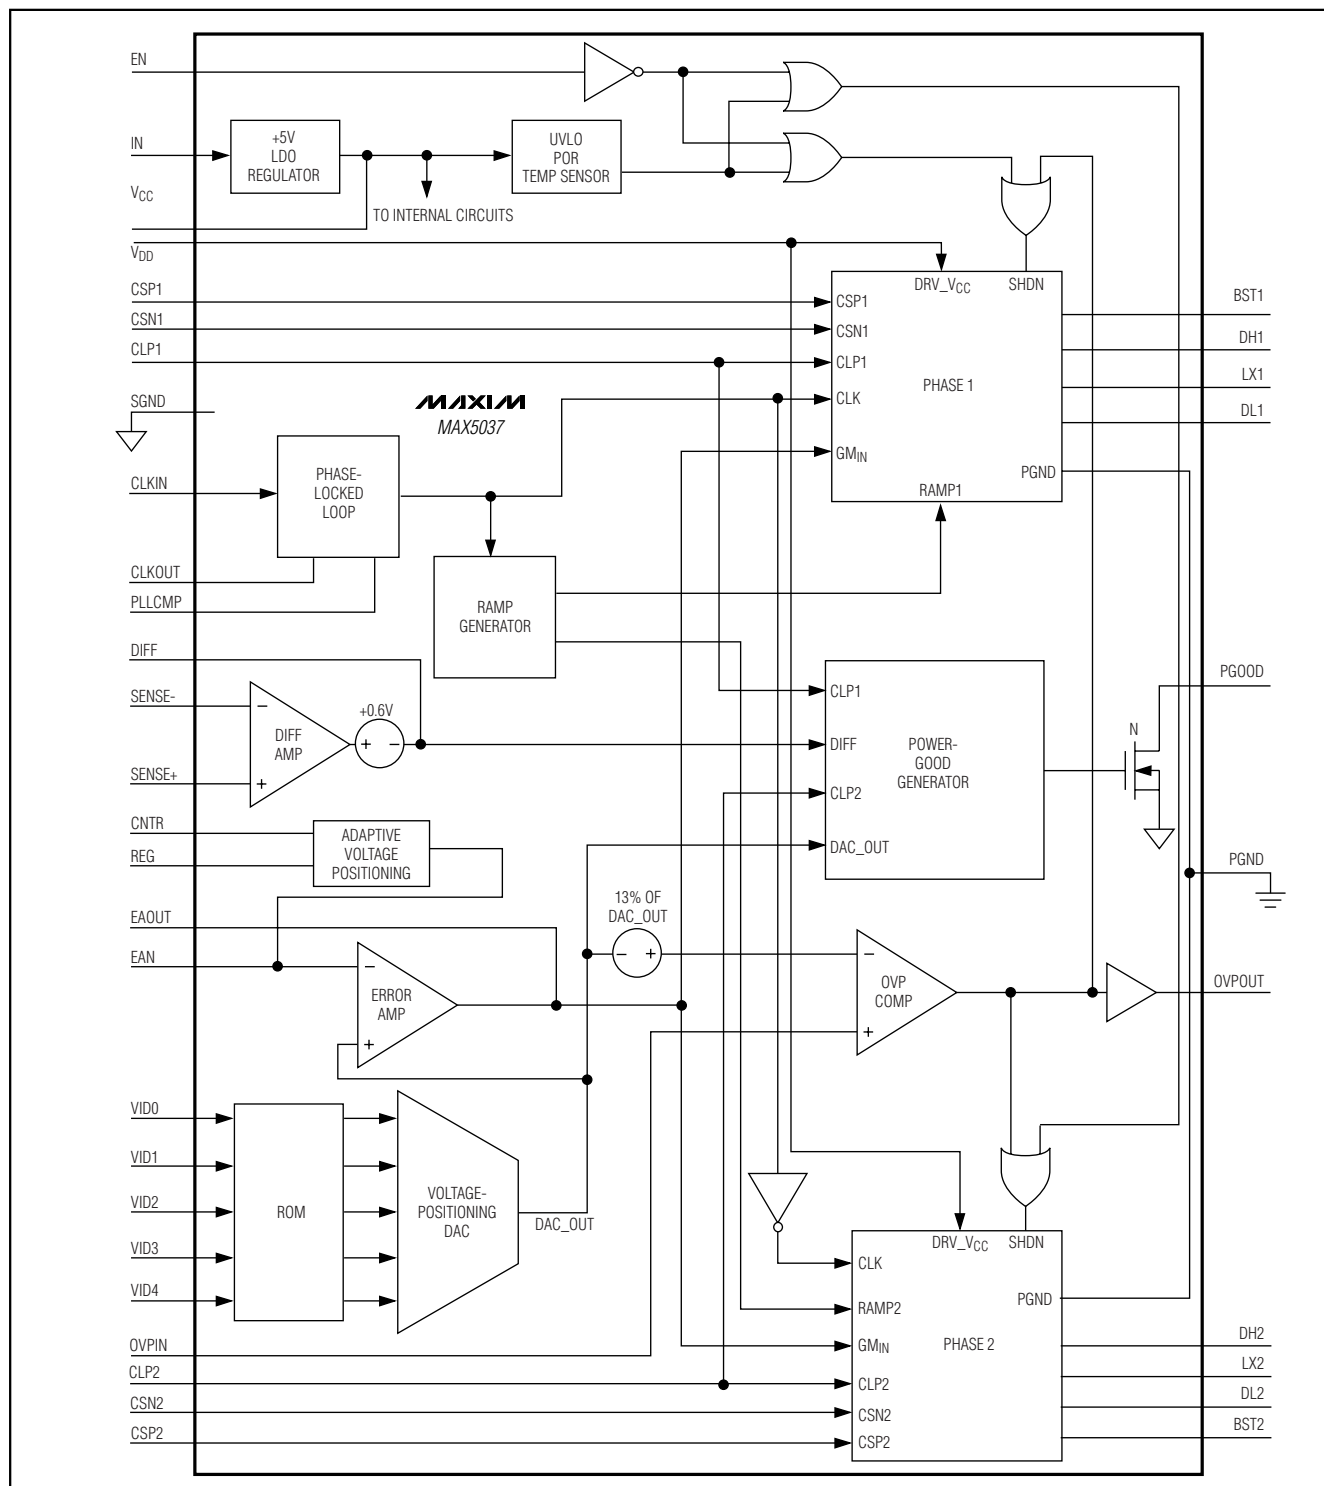 EN
IN
+5V
LDO
REGULATOR
UVLO
POR
TEMP SENSOR
VCC
TO INTERNAL CIRCUITS
VDD
CSP1
CSN1
CLP1
SGND
MAXIM
MAX5037
DRV_VCC
SHDN
CSP1
CSN1
CLP1
CLK
GMIN
PHASE 1
PGND
RAMP1
BST1
DH1
LX1
DL1
CLKIN
PHASE-
LOCKED
LOOP
CLKOUT
PLLCMP
RAMP
GENERATOR
DIFF
SENSE-
SENSE+
−
+
DIFF
AMP
+0.6V
+ −
CLP1
DIFF
CLP2
DAC_OUT
POWER-
GOOD
GENERATOR
N
PGOOD
PGND
CNTR
REG
ADAPTIVE
VOLTAGE
POSITIONING
EAOUT
EAN
−
+
ERROR
AMP
13% OF
DAC_OUT
− +
−
+
OVP
COMP
OVPOUT
VID0
VID1
VID2
VID3
VID4
ROM
VOLTAGE-
POSITIONING
DAC
DAC_OUT
DRV_VCC
SHDN
CLK
RAMP2
GMIN
CLP2
CSN2
CSP2
PHASE 2
PGND
OVPIN
CLP2
CSN2
CSP2
DH2
LX2
DL2
BST2